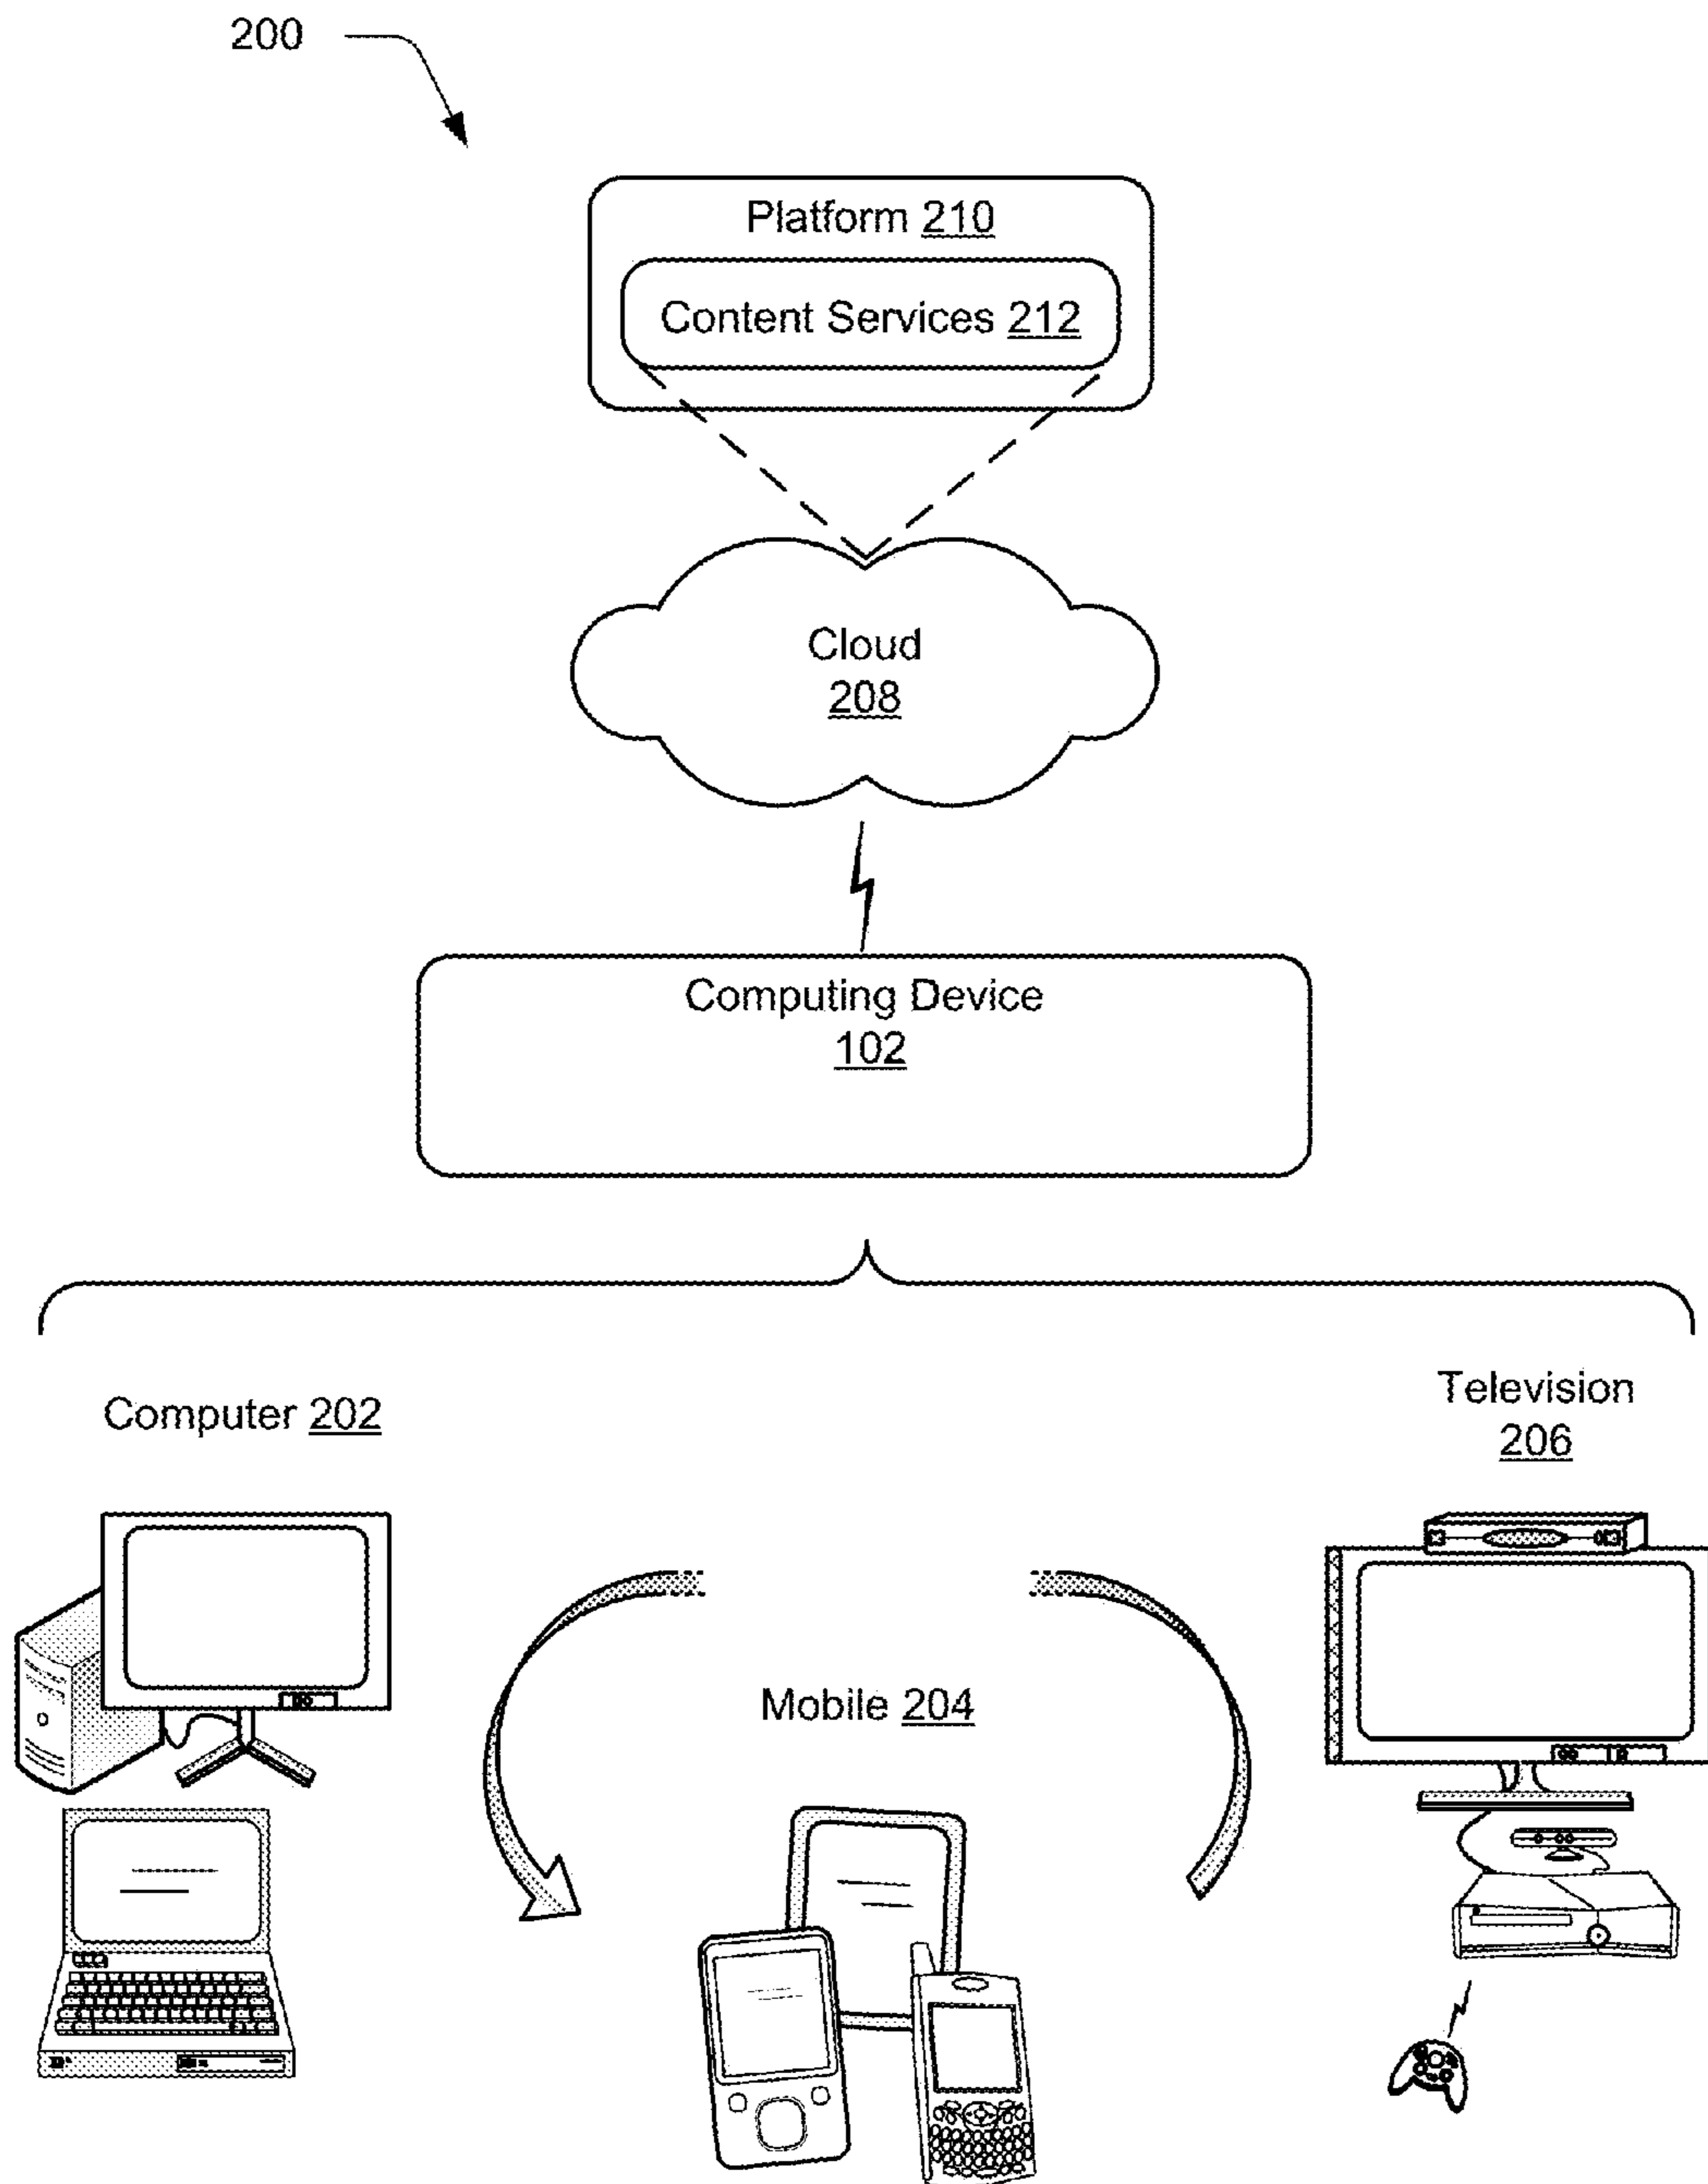 200
Platform 210
Content Services 212
Cloud
208
Computing Device
102
Computer 202
Television
206
Mobile 204